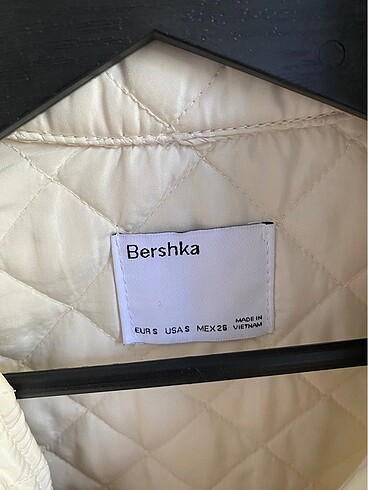 Bershka
MADE IN
EUR S USA S MEX 26 VIETNAM